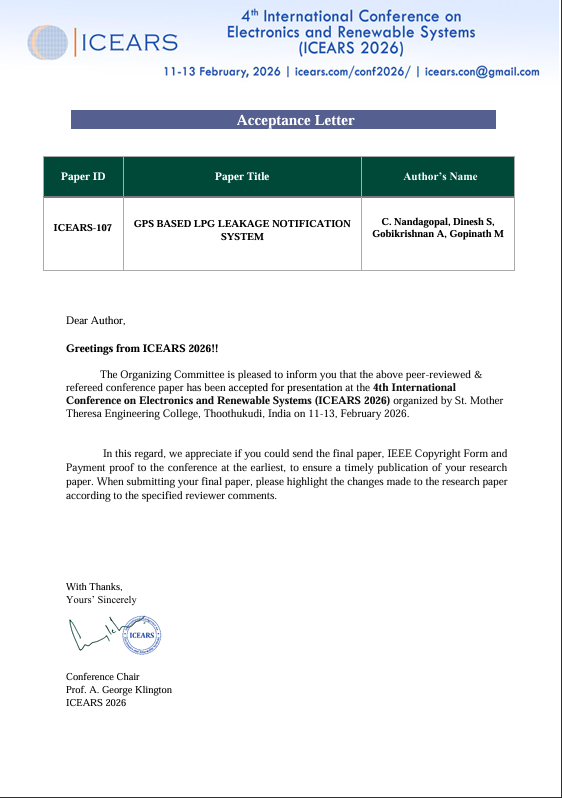 ICEARS
4th International Conference on
Electronics and Renewable Systems
(ICEARS 2026)
11-13 February, 2026 | icears.com/conf2026/ | icears.con@gmail.com
Acceptance Letter
Paper ID Paper Title Author's Name
ICEARS-107
GPS BASED LPG LEAKAGE NOTIFICATION
SYSTEM
C. Nandagopal, Dinesh S,
Gobikrishnan A, Gopinath M
Dear Author,
Greetings from ICEARS 2026!!
The Organizing Committee is pleased to inform you that the above peer-reviewed &
refereed conference paper has been accepted for presentation at the 4th International
Conference on Electronics and Renewable Systems (ICEARS 2026) organized by St. Mother
Theresa Engineering College, Thoothukudi, India on 11-13, February 2026.
In this regard, we appreciate if you could send the final paper, IEEE Copyright Form and
Payment proof to the conference at the earliest, to ensure a timely publication of your research
paper. When submitting your final paper, please highlight the changes made to the research paper
according to the specified reviewer comments.
With Thanks,
Yours' Sincerely
ICEARS
Conference Chair
Prof. A. George Klington
ICEARS 2026